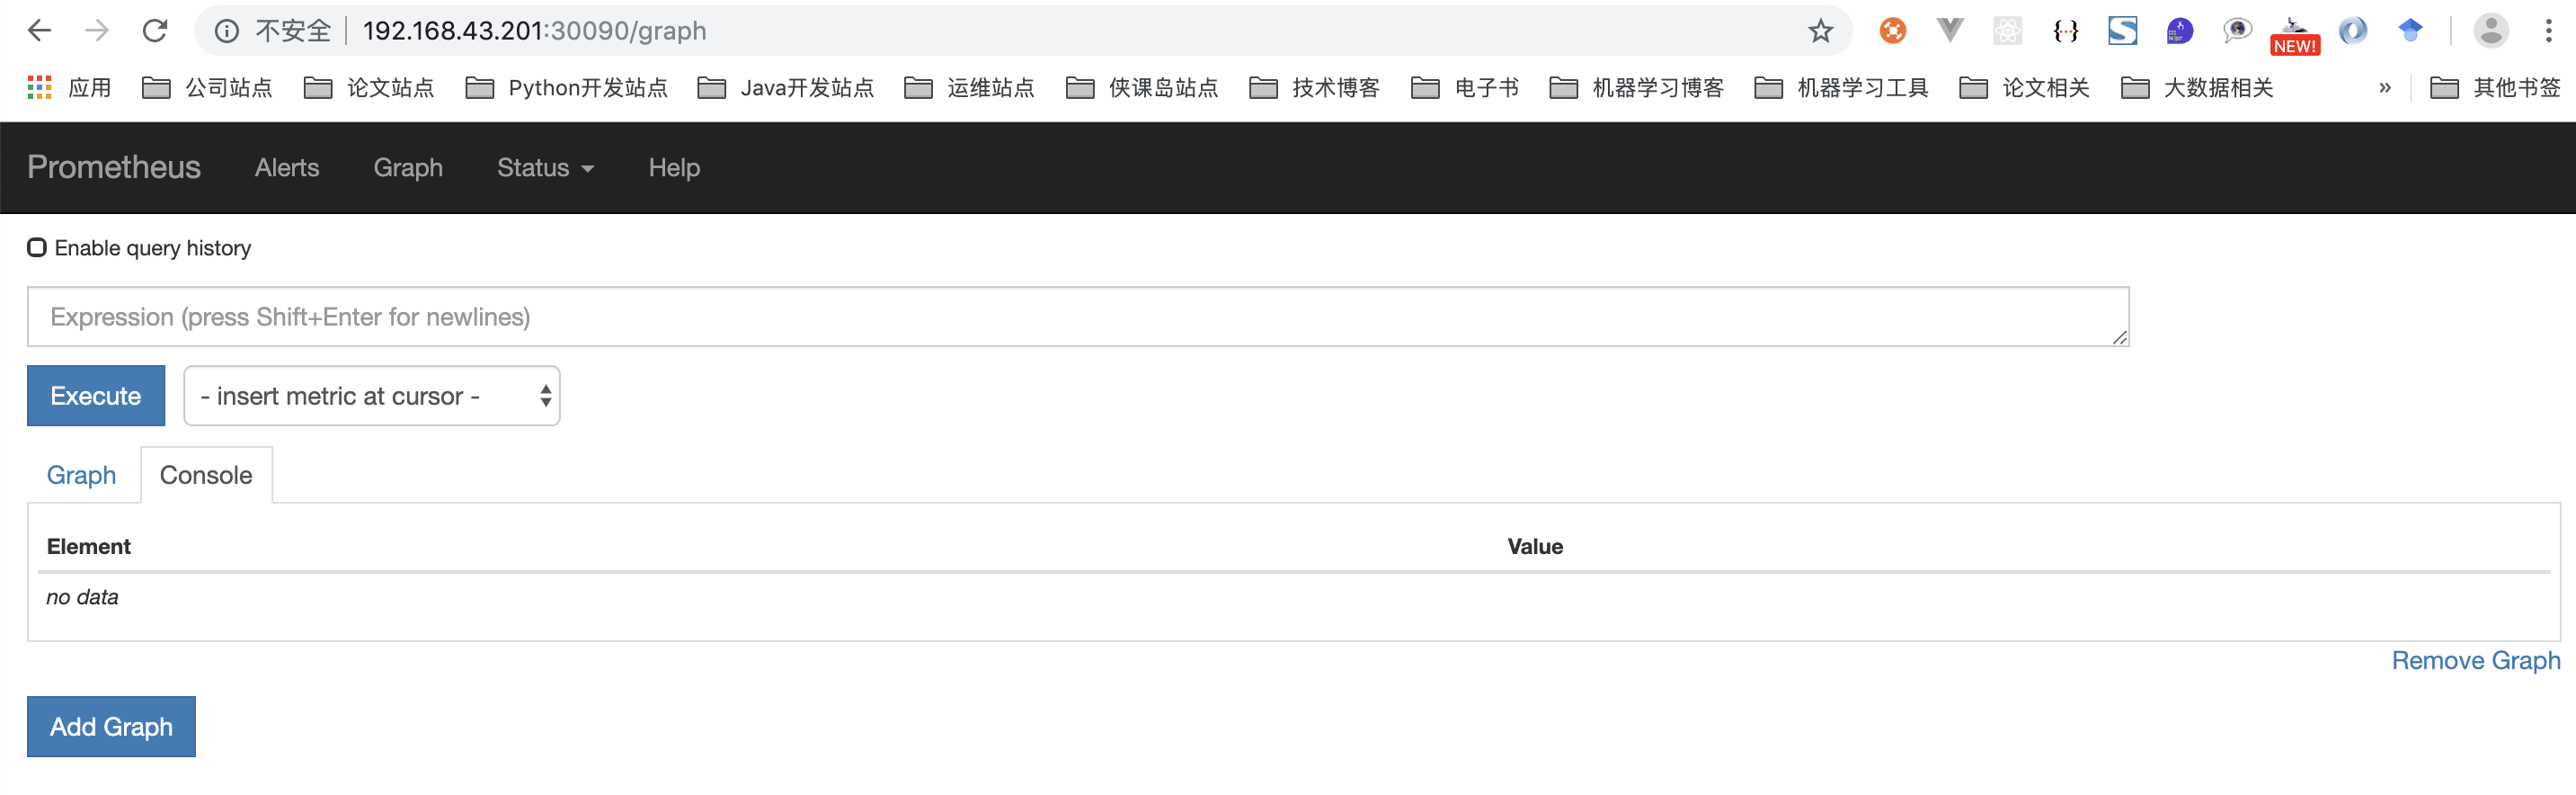 不安全 192.168.43.201:30090/graph
NEW!
应用 公司站点 论文站点 Python开发站点 Java开发站点 运维站点 侠课岛站点 技术博客 电子书 机器学习博客 机器学习工具 论文相关 大数据相关 » 其他书签
Prometheus Alerts Graph Status Help
Enable query history
Expression (press Shift+Enter for newlines)
Execute - insert metric at cursor -
Graph Console
Element Value
no data
Remove Graph
Add Graph